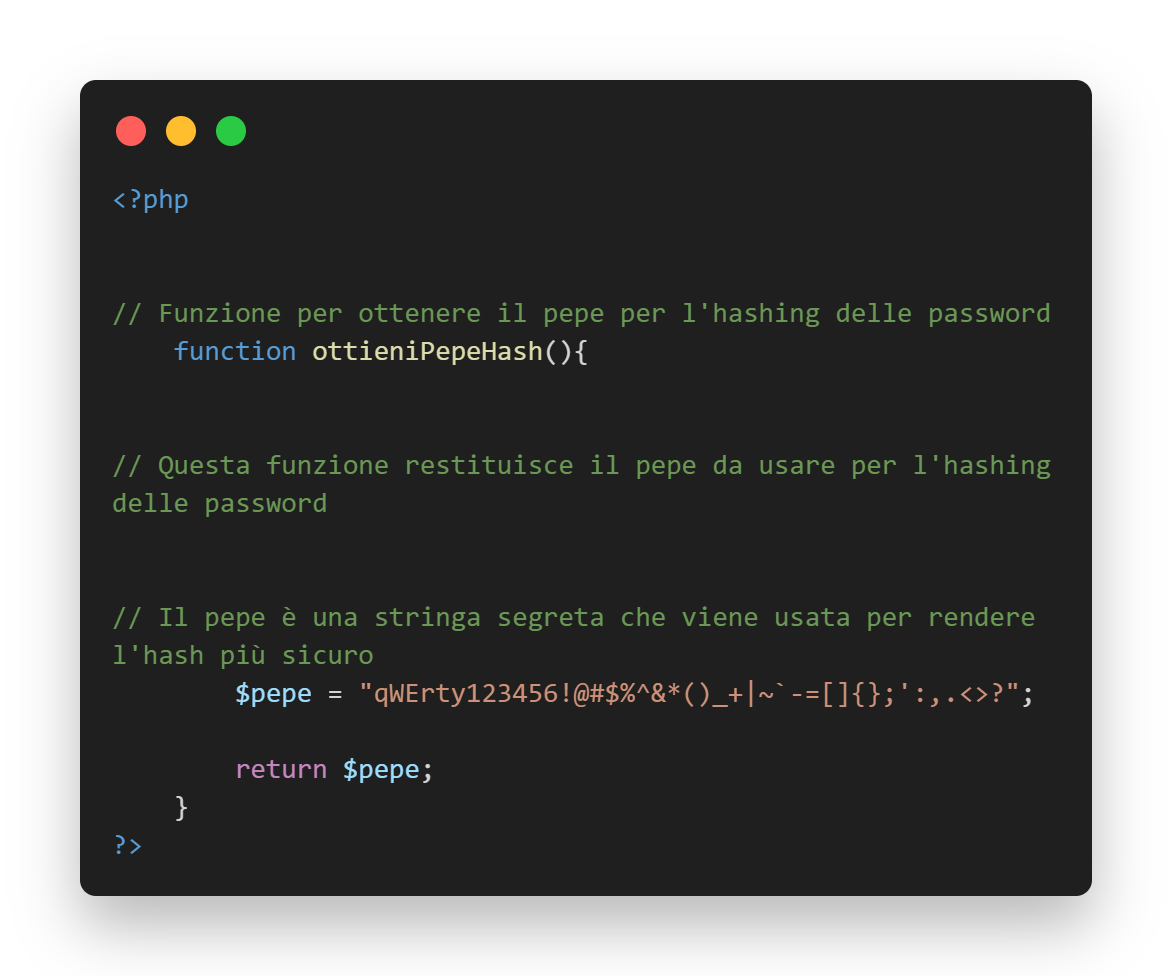 <?php
// Funzione per ottenere il pepe per l'hashing delle password
function ottieniPepeHash(){
// Questa funzione restituisce il pepe da usare per l'hashing
delle password
// Il pepe è una stringa segreta che viene usata per rendere
l'hash più sicuro
$pepe = "qWErty123456!@#$%^&*()_+|~`-=[]{};':,.<>?";
return $pepe;
}
?>